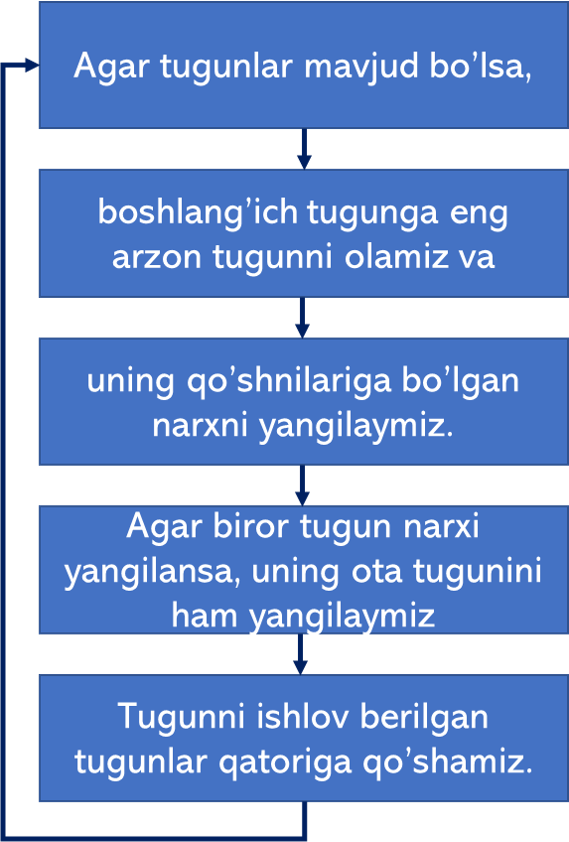 Agar tugunlar mavjud bo’lsa,
boshlang’ich tugunga eng
arzon tugunni olamiz va
uning qo’shnilariga bo’lgan
narxni yangilaymiz.
Agar biror tugun narxi
yangilansa, uning ota tugunini
ham yangilaymiz
Tugunni ishlov berilgan
tugunlar qatoriga qo’shamiz.